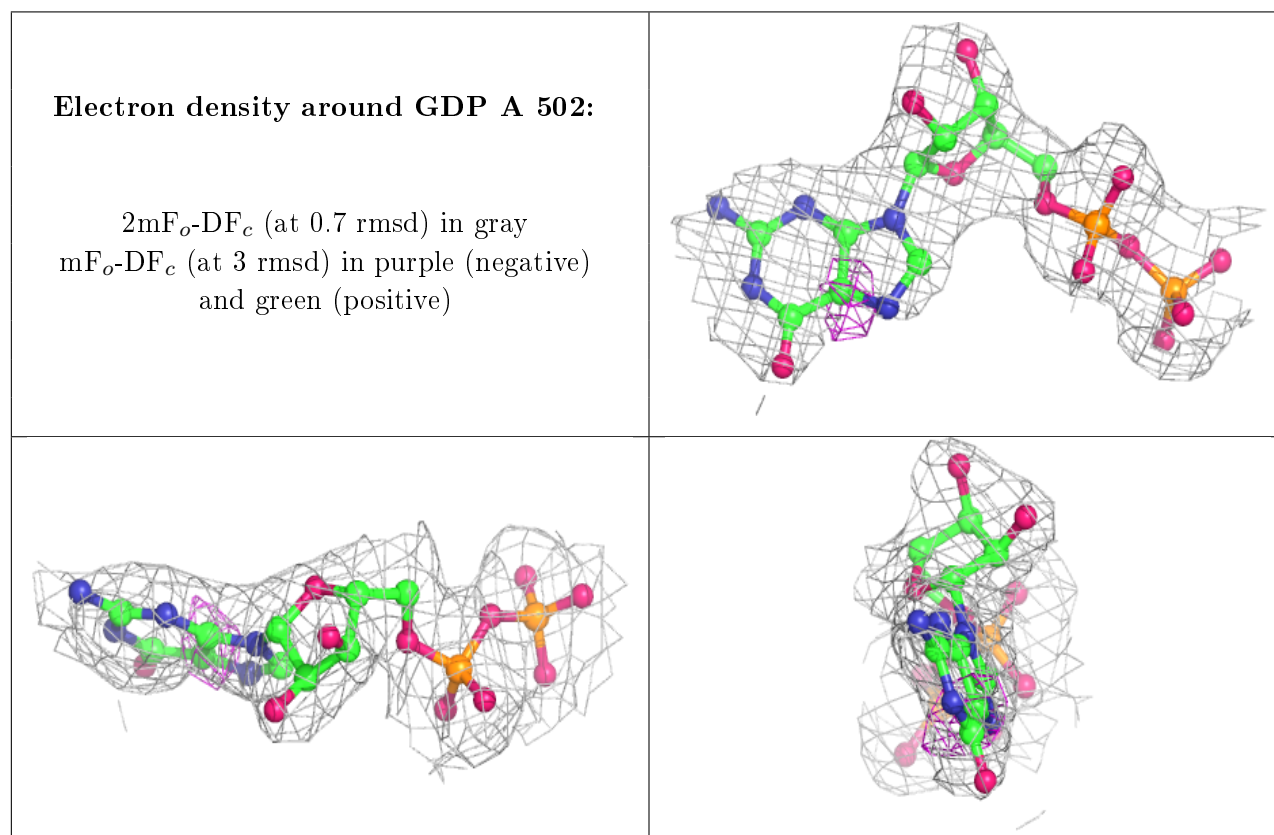 Electron density around GDP A 502:
2mFₒ-DF𝒸 (at 0.7 rmsd) in gray
mFₒ-DF𝒸 (at 3 rmsd) in purple (negative)
and green (positive)